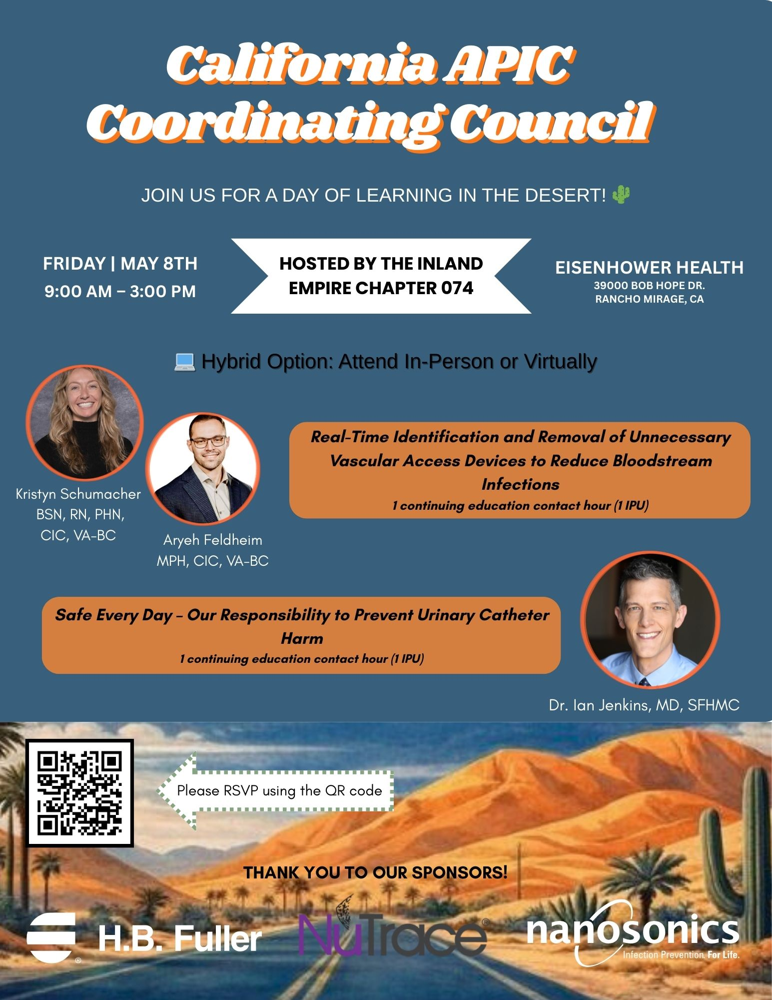 California APIC
Coordinating Council
JOIN US FOR A DAY OF LEARNING IN THE DESERT! 🌵
FRIDAY | MAY 8TH
9:00 AM – 3:00 PM
HOSTED BY THE INLAND
EMPIRE CHAPTER 074
EISENHOWER HEALTH
39000 BOB HOPE DR.
RANCHO MIRAGE, CA
💻 Hybrid Option: Attend In-Person or Virtually
Kristyn Schumacher
BSN, RN, PHN,
CIC, VA-BC
Aryeh Feldheim
MPH, CIC, VA-BC
Real-Time Identification and Removal of Unnecessary
Vascular Access Devices to Reduce Bloodstream
Infections
1 continuing education contact hour (1 IPU)
Safe Every Day – Our Responsibility to Prevent Urinary Catheter
Harm
1 continuing education contact hour (1 IPU)
Dr. Ian Jenkins, MD, SFHMC
Please RSVP using the QR code
THANK YOU TO OUR SPONSORS!
H.B. Fuller ®
NuTrace®
nanosonics
Infection Prevention. For Life.